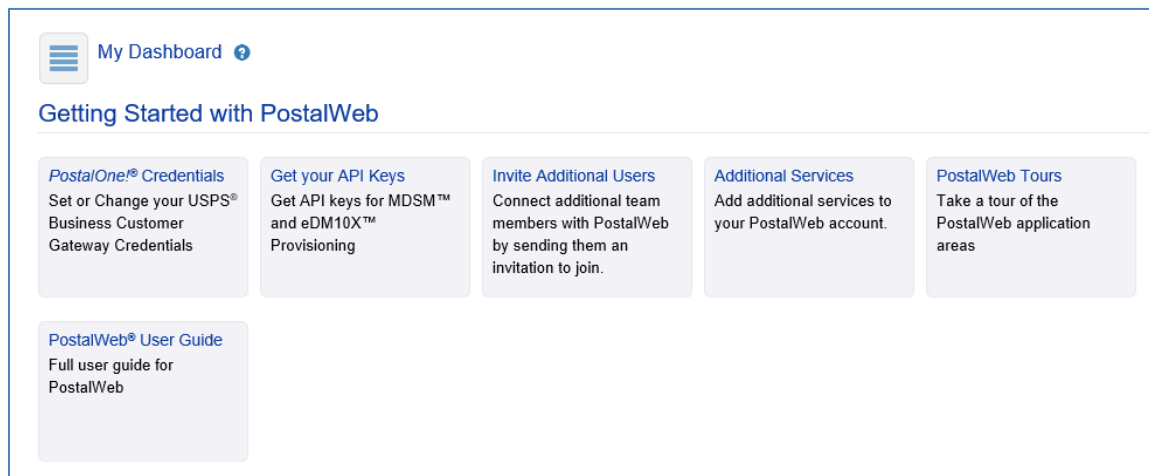 My Dashboard ?
Getting Started with PostalWeb
PostalOne!® Credentials
Set or Change your USPS®
Business Customer
Gateway Credentials
Get your API Keys
Get API keys for MDSM™
and eDM10X™
Provisioning
Invite Additional Users
Connect additional team
members with PostalWeb
by sending them an
invitation to join.
Additional Services
Add additional services to
your PostalWeb account.
PostalWeb Tours
Take a tour of the
PostalWeb application
areas
PostalWeb® User Guide
Full user guide for
PostalWeb